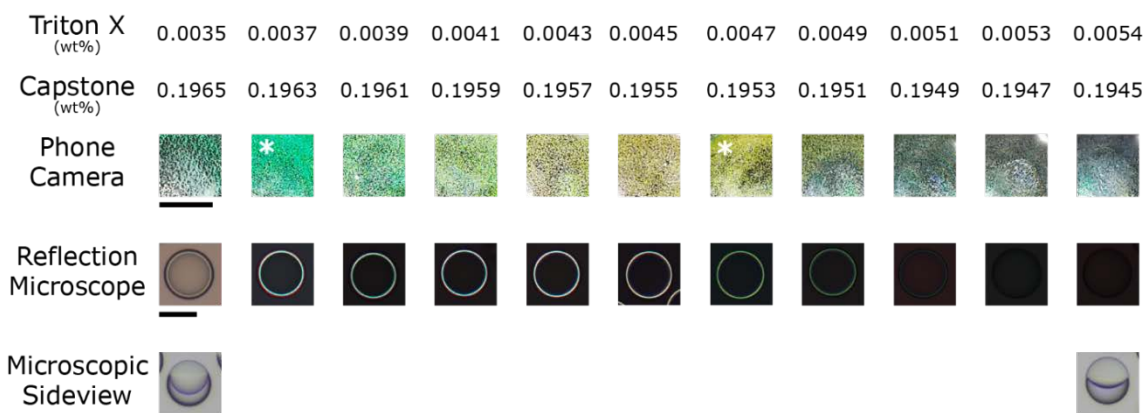 Triton X 0.0035 0.0037 0.0039 0.0041 0.0043 0.0045 0.0047 0.0049 0.0051 0.0053 0.0054
(wt%)
Capstone 0.1965 0.1963 0.1961 0.1959 0.1957 0.1955 0.1953 0.1951 0.1949 0.1947 0.1945
(wt%)
Phone
* *
Camera
Reflection
Microscope
Microscopic
Sideview